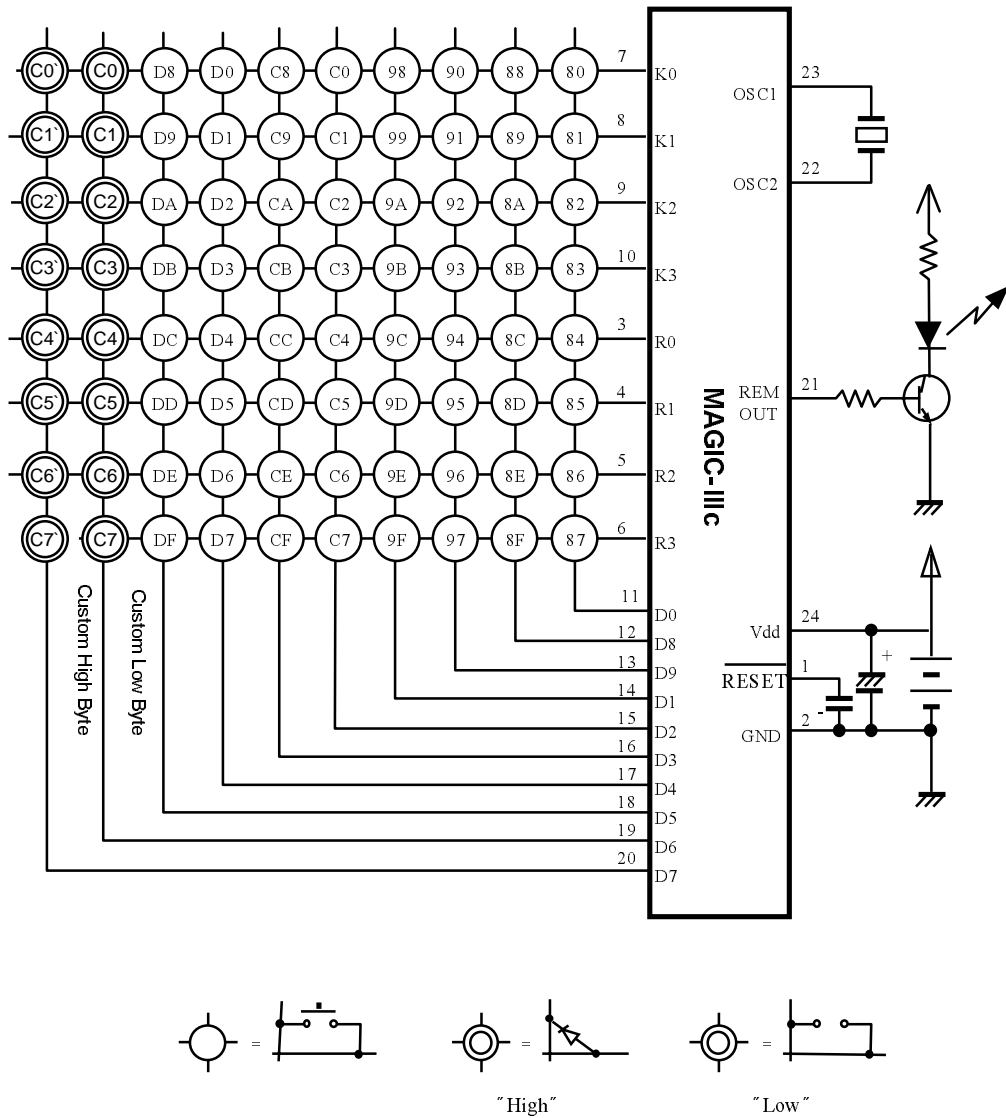 C0` C0 D8 D0 C8 C0 98 90 88 80 7 K0
C1` C1 D9 D1 C9 C1 99 91 89 81 8 K1
C2` C2 DA D2 CA C2 9A 92 8A 82 9 K2
C3` C3 DB D3 CB C3 9B 93 8B 83 10 K3
C4` C4 DC D4 CC C4 9C 94 8C 84 3 R0
C5` C5 DD D5 CD C5 9D 95 8D 85 4 R1
C6` C6 DE D6 CE C6 9E 96 8E 86 5 R2
C7` C7 DF D7 CF C7 9F 97 8F 87 6 R3
Custom High Byte
Custom Low Byte
11 D0
12 D8
13 D9
14 D1
15 D2
16 D3
17 D4
18 D5
19 D6
20 D7
MAGIC-IIIc
OSC1 23
OSC2 22
REM 21
OUT
Vdd 24
+
RESET 1
-
GND 2
= = =
"High" "Low"